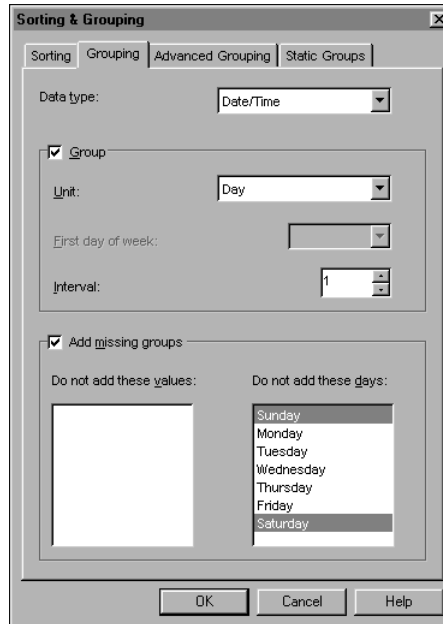 Sorting & Grouping
Sorting Grouping Advanced Grouping Static Groups
Data type: Date/Time
Group
Unit: Day
First day of week:
Interval: 1
Add missing groups
Do not add these values: Do not add these days:
Sunday
Monday
Tuesday
Wednesday
Thursday
Friday
Saturday
OK Cancel Help